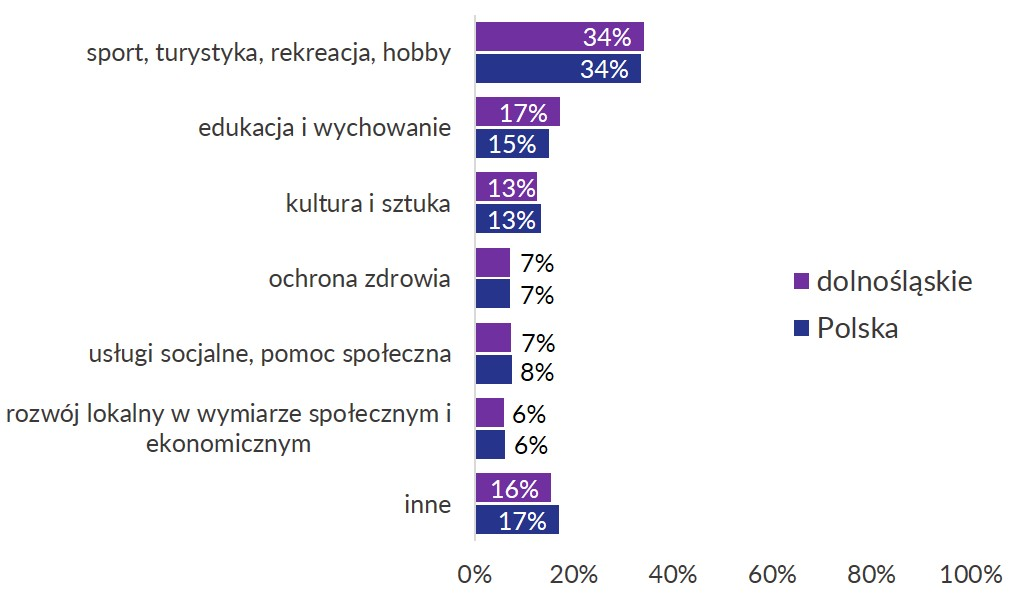 sport, turystyka, rekreacja, hobby
34%
34%
edukacja i wychowanie
17%
15%
kultura i sztuka
13%
13%
ochrona zdrowia
7%
7%
usługi socjalne, pomoc społeczna
7%
8%
rozwój lokalny w wymiarze społecznym i
ekonomicznym
6%
6%
inne
16%
17%
dolnośląskie
Polska
0% 20% 40% 60% 80% 100%